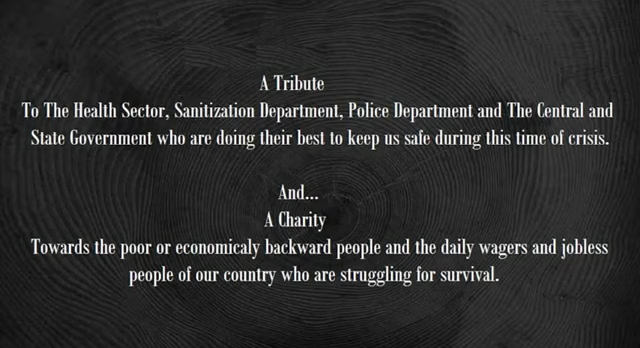 A Tribute
To The Health Sector, Sanitization Department, Police Department and The Central and
State Government who are doing their best to keep us safe during this time of crisis.
And...
A Charity
Towards the poor or economicaly backward people and the daily wagers and jobless
people of our country who are struggling for survival.